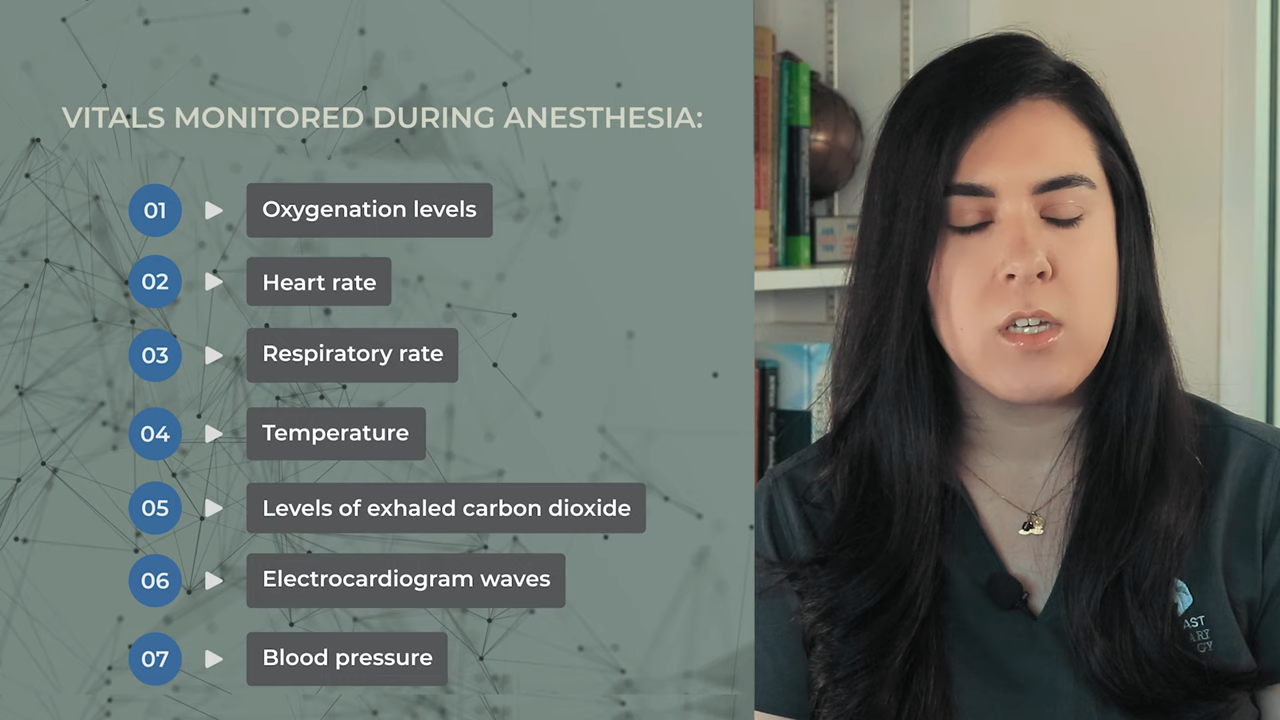 VITALS MONITORED DURING ANESTHESIA:
01
Oxygenation levels
02
Heart rate
03
Respiratory rate
04
Temperature
05
Levels of exhaled carbon dioxide
06
Electrocardiogram waves
07
Blood pressure